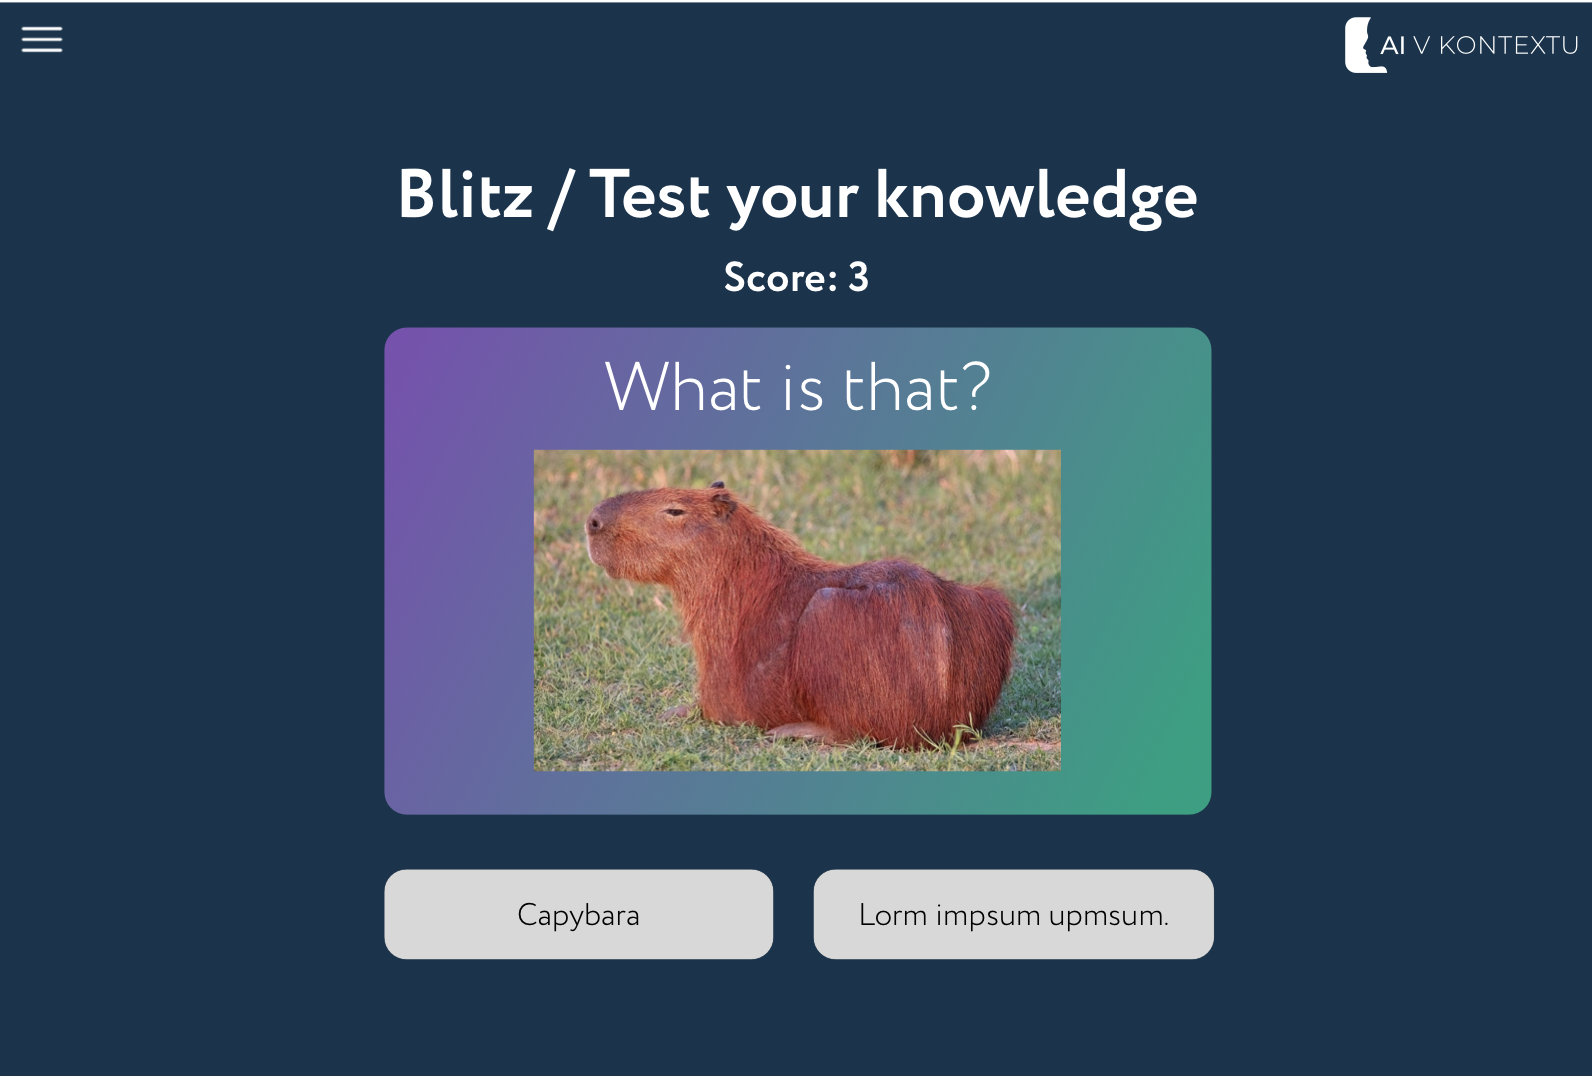 AI V KONTEXTU
Blitz / Test your knowledge
Score: 3
What is that?
Capybara
Lorm impsum upmsum.